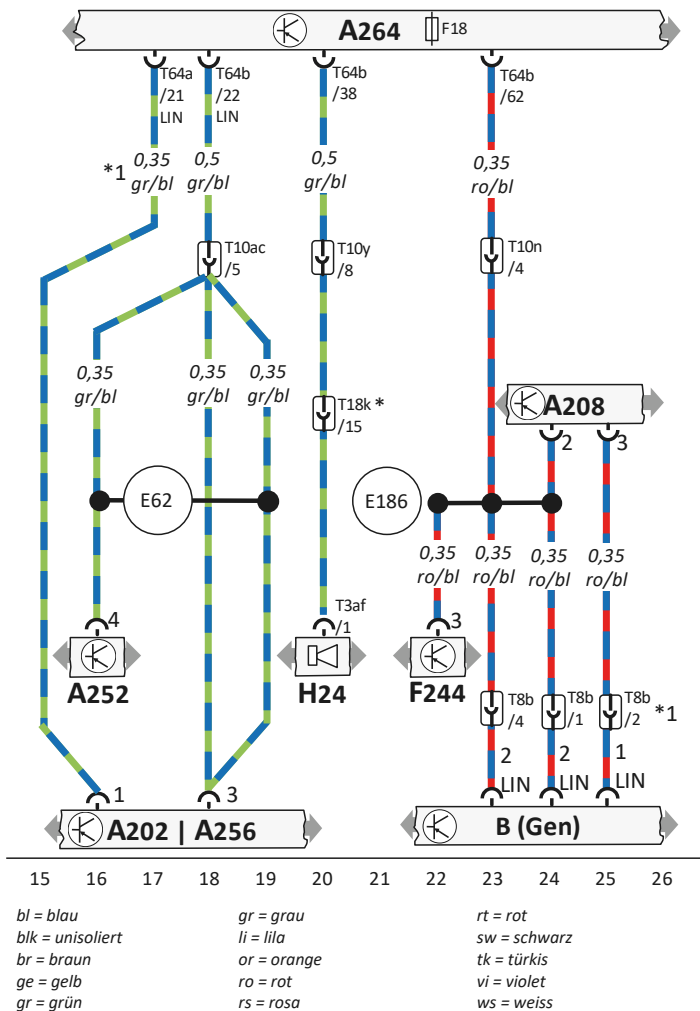 A264 F18
T64a T64b T64b T64b
/21 /22 /38 /62
LIN LIN
*1 0,35 0,5 0,5 0,35
gr/bl gr/bl gr/bl ro/bl
T10ac T10y T10n
/5 /8 /4
0,35 0,35 0,35
gr/bl gr/bl gr/bl
T18k *
/15
A208
2 3
E62 E186
0,35 0,35 0,35 0,35
ro/bl ro/bl ro/bl ro/bl
4 T3af 3
/1
A252 H24 F244
T8b T8b T8b *1
/4 /1 /2
2 2 1
LIN LIN LIN
1 3
A202 | A256 B (Gen)
15 16 17 18 19 20 21 22 23 24 25 26
bl = blau gr = grau rt = rot
blk = unisoliert li = lila sw = schwarz
br = braun or = orange tk = türkis
ge = gelb ro = rot vi = violet
gr = grün rs = rosa ws = weiss